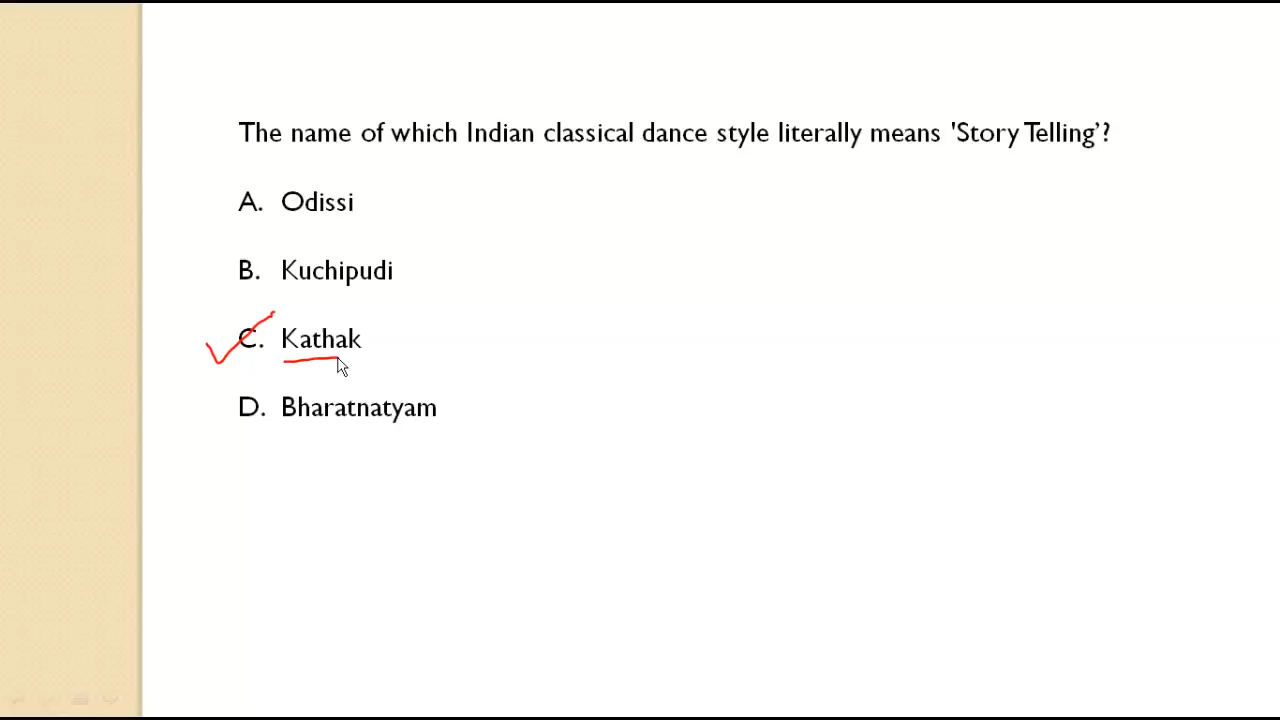 The name of which Indian classical dance style literally means 'Story Telling'?
A. Odissi
B. Kuchipudi
C. Kathak
D. Bharatnatyam